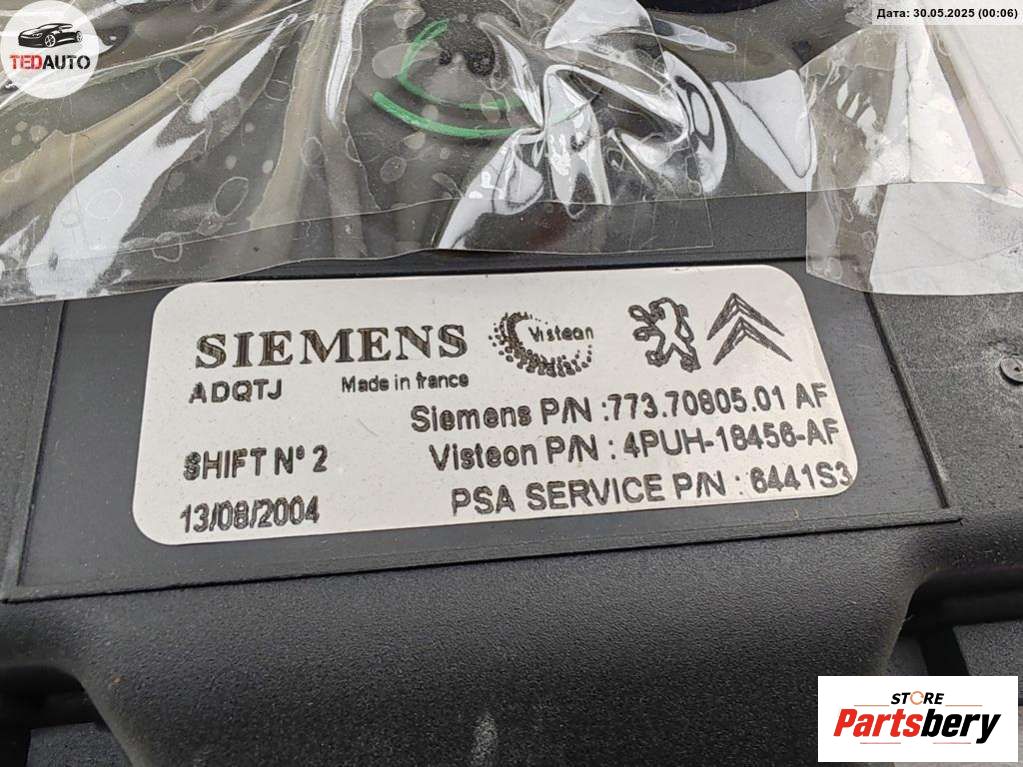 TEDAUTO
Дата: 30.05.2025 (00:06)
SIEMENS
Visteon
ADQTJ Made in france
Siemens P/N :773.70805.01 AF
SHIFT N° 2 Visteon P/N : 4PUH-18456-AF
13/08/2004 PSA SERVICE P/N : 6441S3
STORE
Partsbery